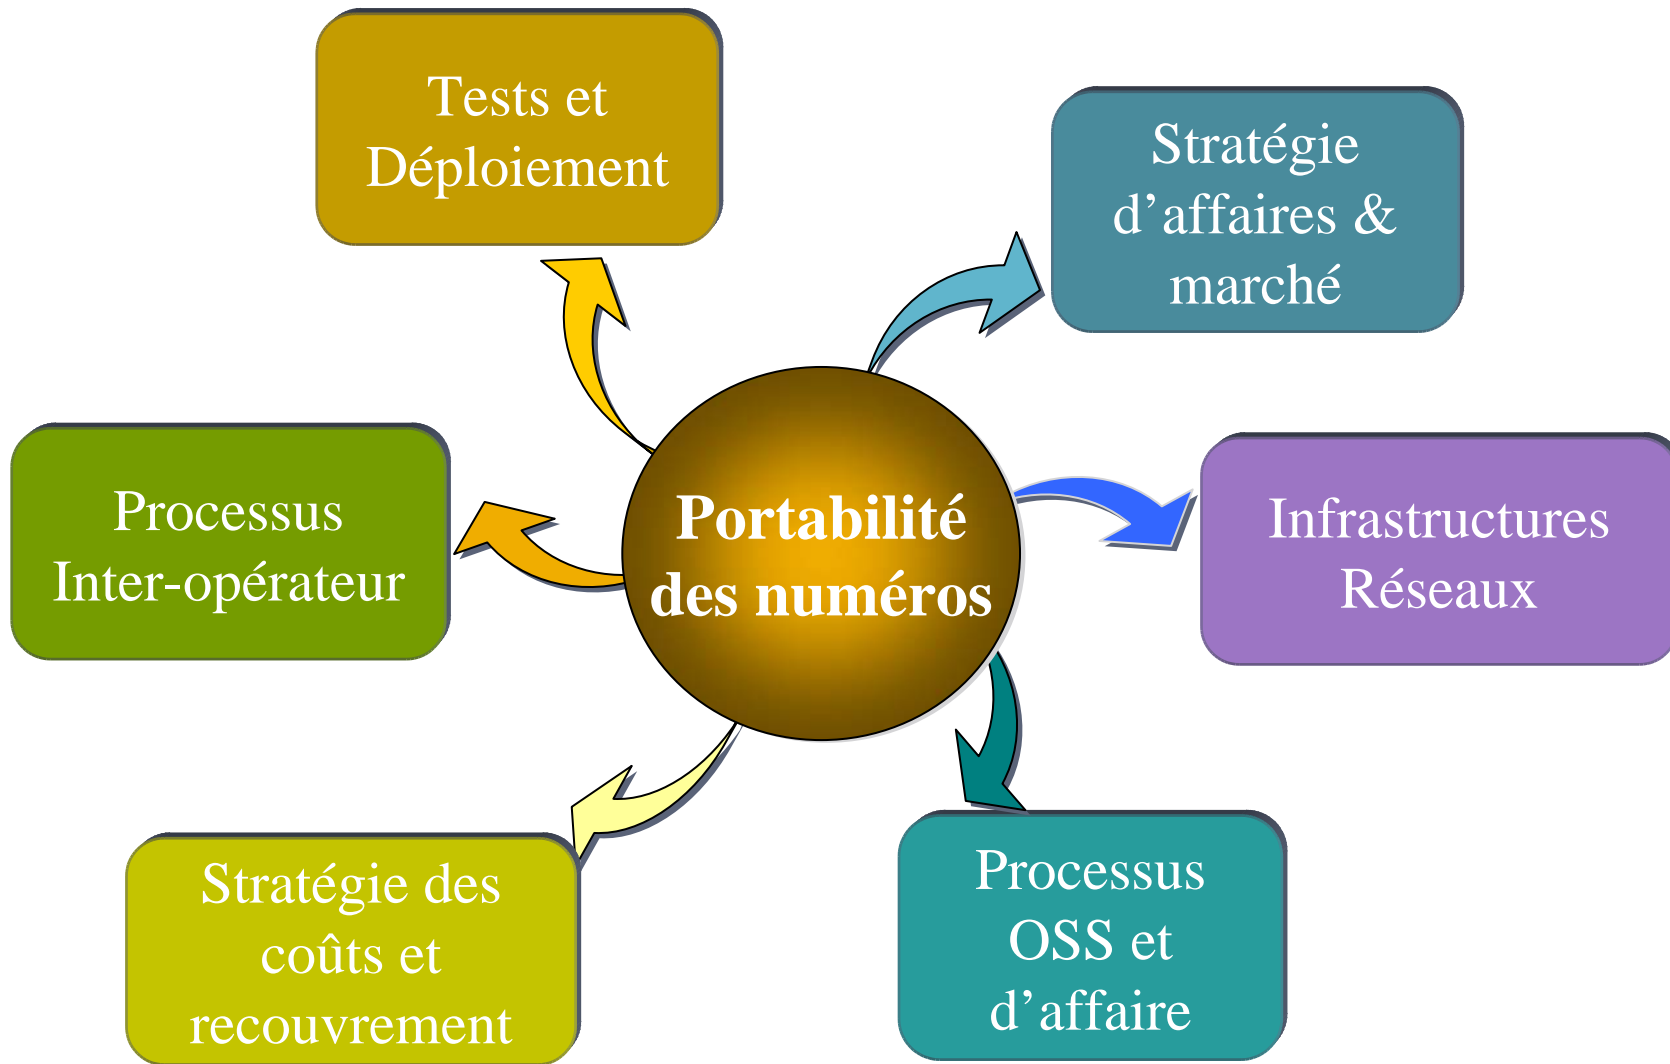 Tests et
Déploiement
Stratégie
d’affaires &
marché
Processus
Inter-opérateur
Portabilité
des numéros
Infrastructures
Réseaux
Stratégie des
coûts et
recouvrement
Processus
OSS et
d’affaire